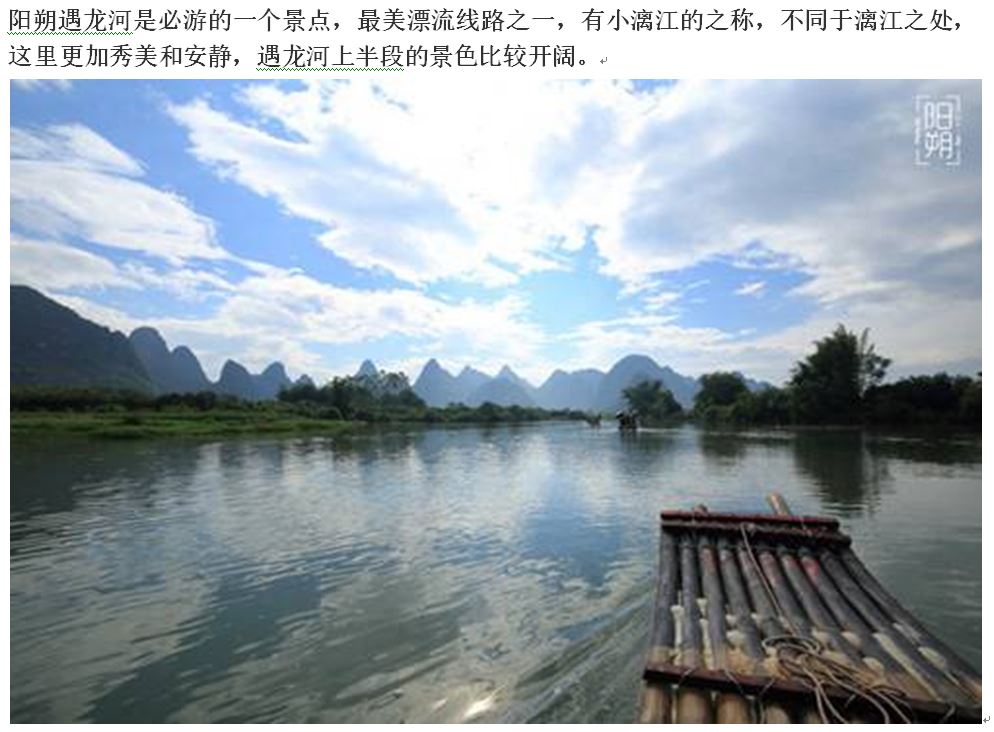 阳朔遇龙河是必游的一个景点，最美漂流线路之一，有小漓江的之称，不同于漓江之处，
这里更加秀美和安静，遇龙河上半段的景色比较开阔。
阳朔